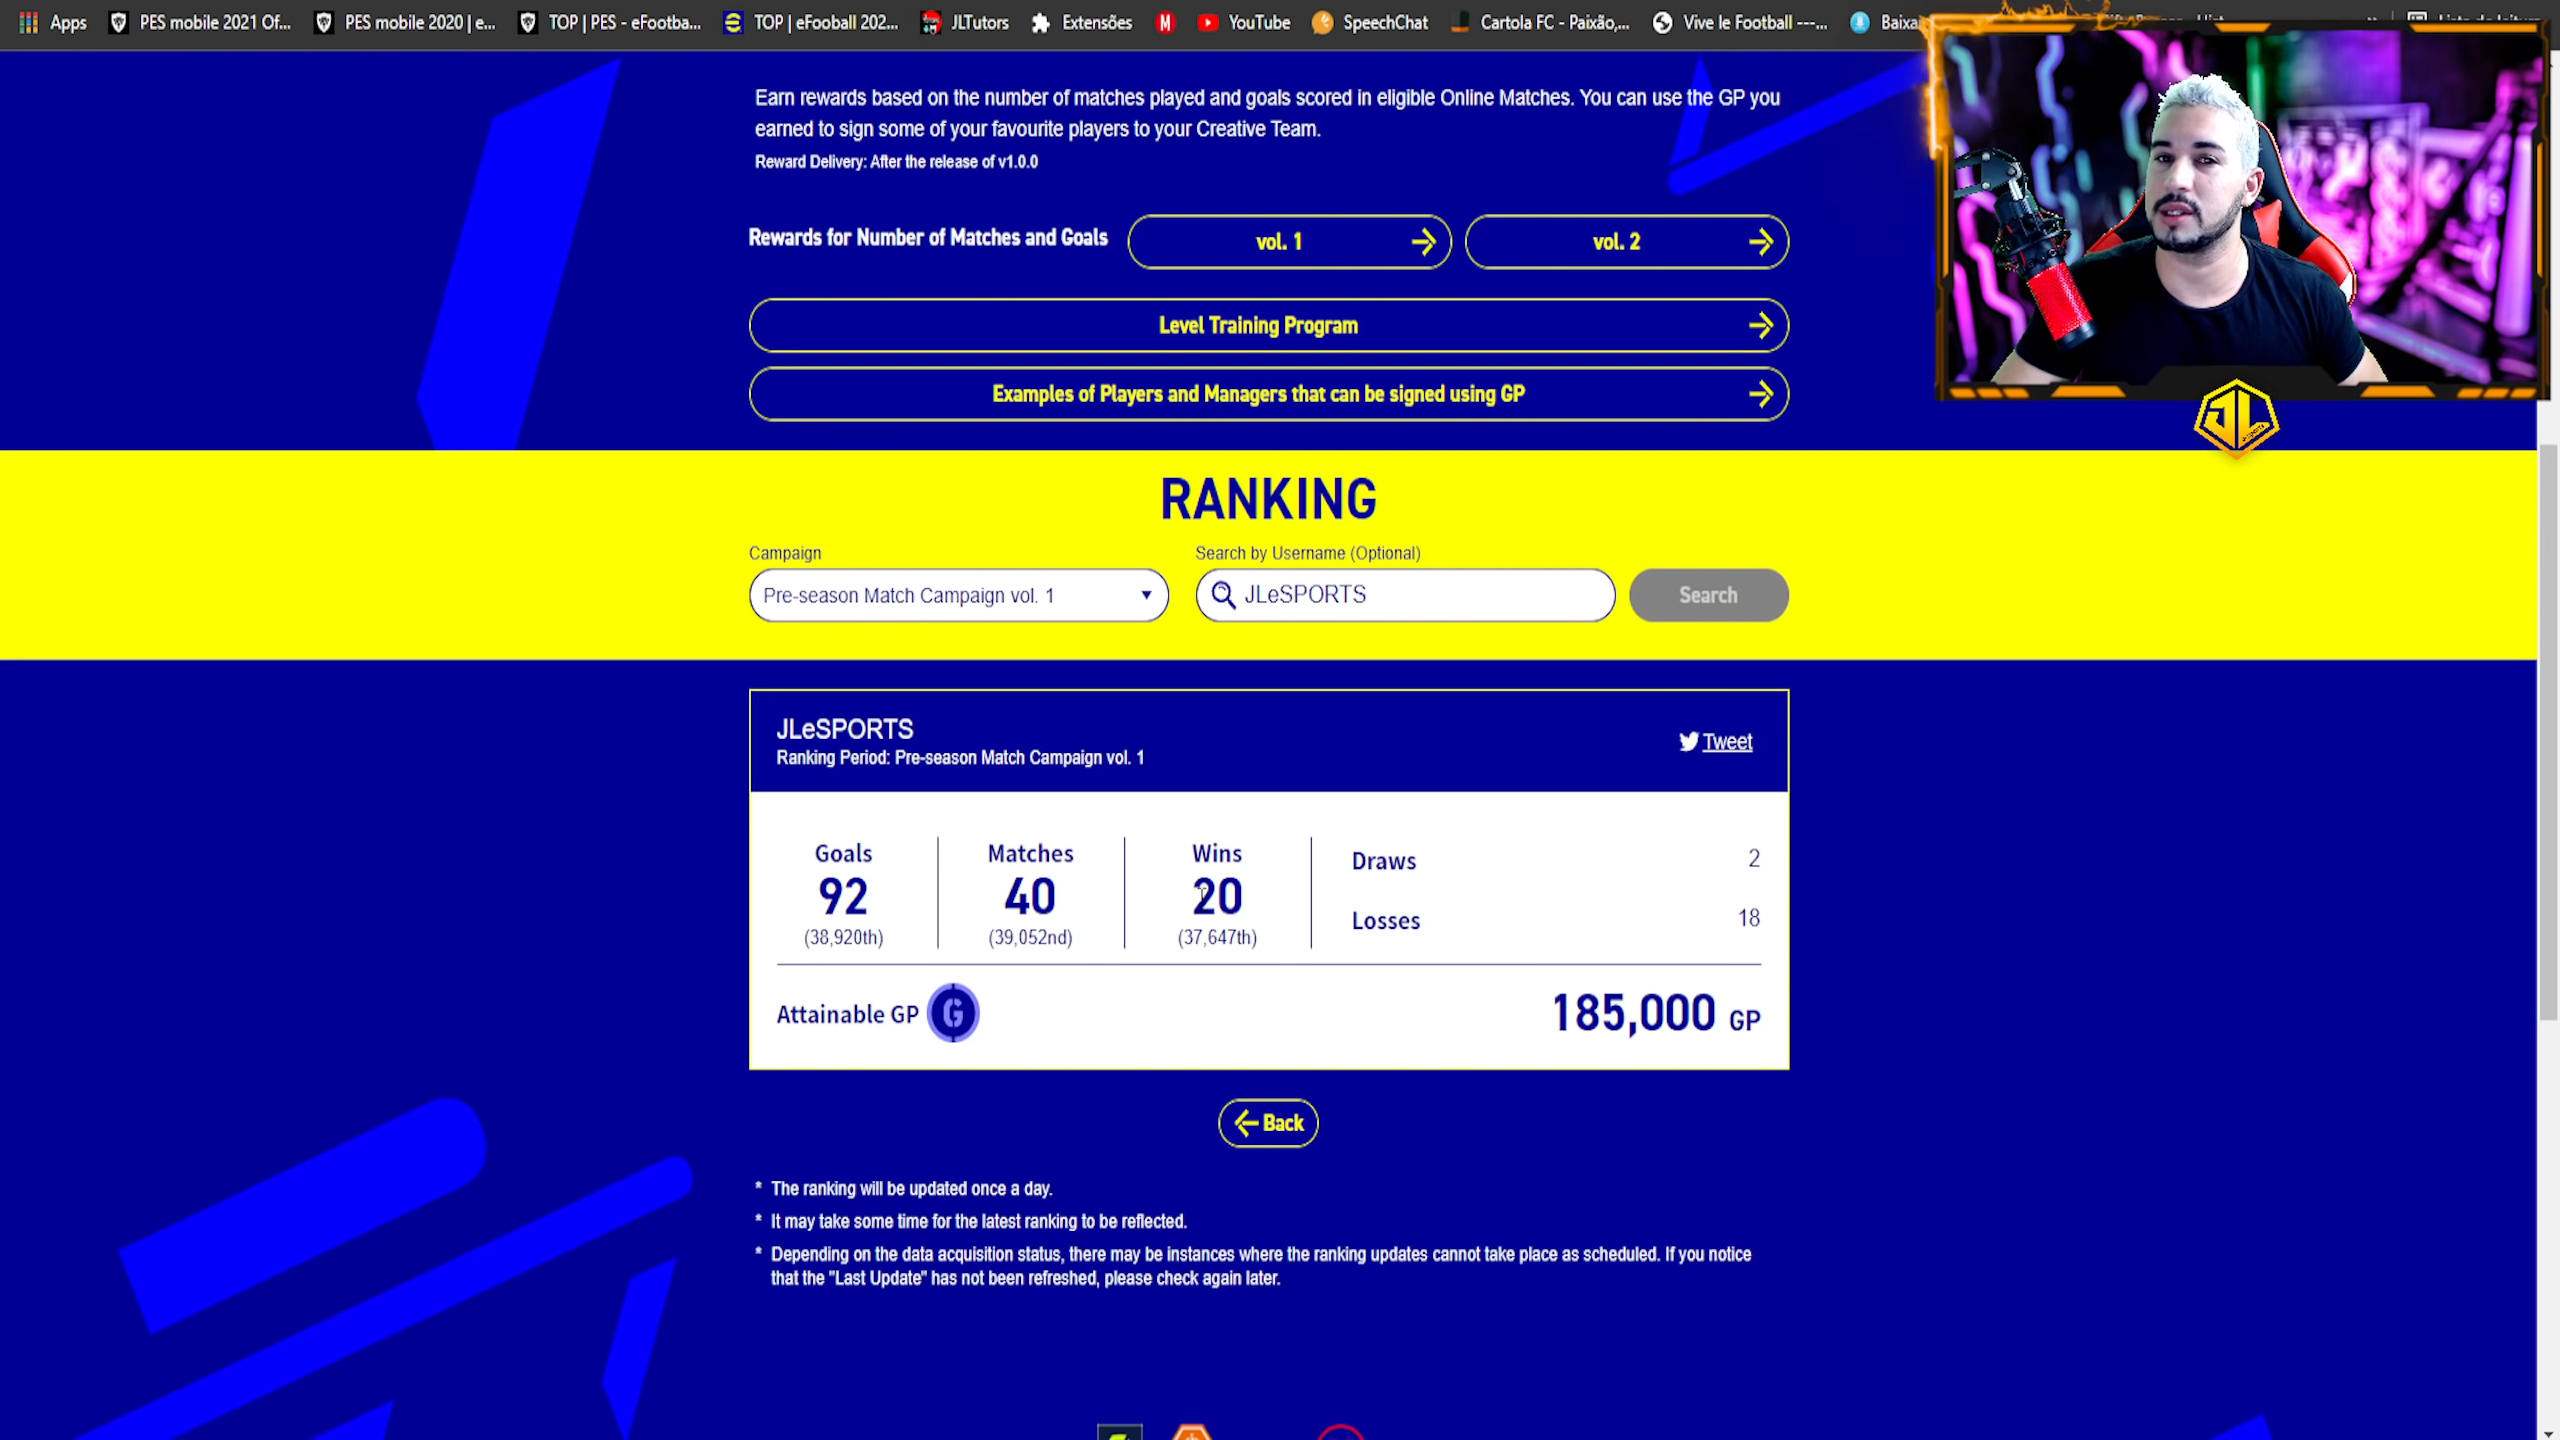 Apps PES mobile 2021 Of... PES mobile 2020 | e... TOP | PES - eFootba... TOP | eFooball 202... JLTutors Extensões M YouTube SpeechChat Cartola FC - Paixão,... Vive le Football ---...
Earn rewards based on the number of matches played and goals scored in eligible Online Matches. You can use the GP you
earned to sign some of your favourite players to your Creative Team.
Reward Delivery: After the release of v1.0.0
Rewards for Number of Matches and Goals vol. 1 vol. 2
Level Training Program
Examples of Players and Managers that can be signed using GP
JL
RANKING
Campaign Search by Username (Optional)
Pre-season Match Campaign vol. 1 JLeSPORTS Search
JLeSPORTS
Ranking Period: Pre-season Match Campaign vol. 1
Tweet
Goals Matches Wins Draws 2
92 40 20
(38,920th) (39,052nd) (37,647th) Losses 18
Attainable GP G 185,000 GP
Back
* The ranking will be updated once a day.
* It may take some time for the latest ranking to be reflected.
* Depending on the data acquisition status, there may be instances where the ranking updates cannot take place as scheduled. If you notice
that the "Last Update" has not been refreshed, please check again later.